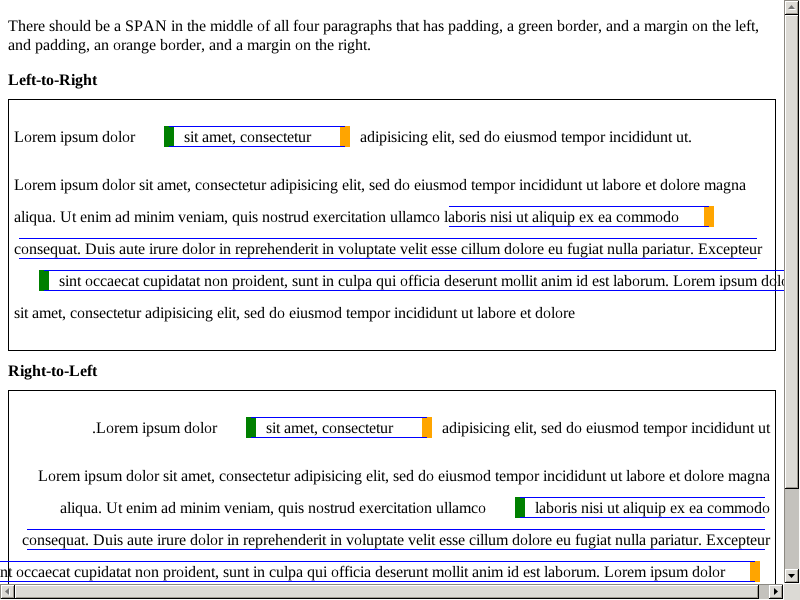 There should be a SPAN in the middle of all four paragraphs that has padding, a green border, and a margin on the left,
and padding, an orange border, and a margin on the right.
Left-to-Right
Lorem ipsum dolor sit amet, consectetur adipisicing elit, sed do eiusmod tempor incididunt ut.
Lorem ipsum dolor sit amet, consectetur adipisicing elit, sed do eiusmod tempor incididunt ut labore et dolore magna
aliqua. Ut enim ad minim veniam, quis nostrud exercitation ullamco laboris nisi ut aliquip ex ea commodo
consequat. Duis aute irure dolor in reprehenderit in voluptate velit esse cillum dolore eu fugiat nulla pariatur. Excepteur
sint occaecat cupidatat non proident, sunt in culpa qui officia deserunt mollit anim id est laborum. Lorem ipsum
sit amet, consectetur adipisicing elit, sed do eiusmod tempor incididunt ut labore et dolore
Right-to-Left
.Lorem ipsum dolor sit amet, consectetur adipisicing elit, sed do eiusmod tempor incididunt ut
Lorem ipsum dolor sit amet, consectetur adipisicing elit, sed do eiusmod tempor incididunt ut labore et dolore magna
aliqua. Ut enim ad minim veniam, quis nostrud exercitation ullamco laboris nisi ut aliquip ex ea commodo
consequat. Duis aute irure dolor in reprehenderit in voluptate velit esse cillum dolore eu fugiat nulla pariatur. Excepteur
occaecat cupidatat non proident, sunt in culpa qui officia deserunt mollit anim id est laborum. Lorem ipsum dolor